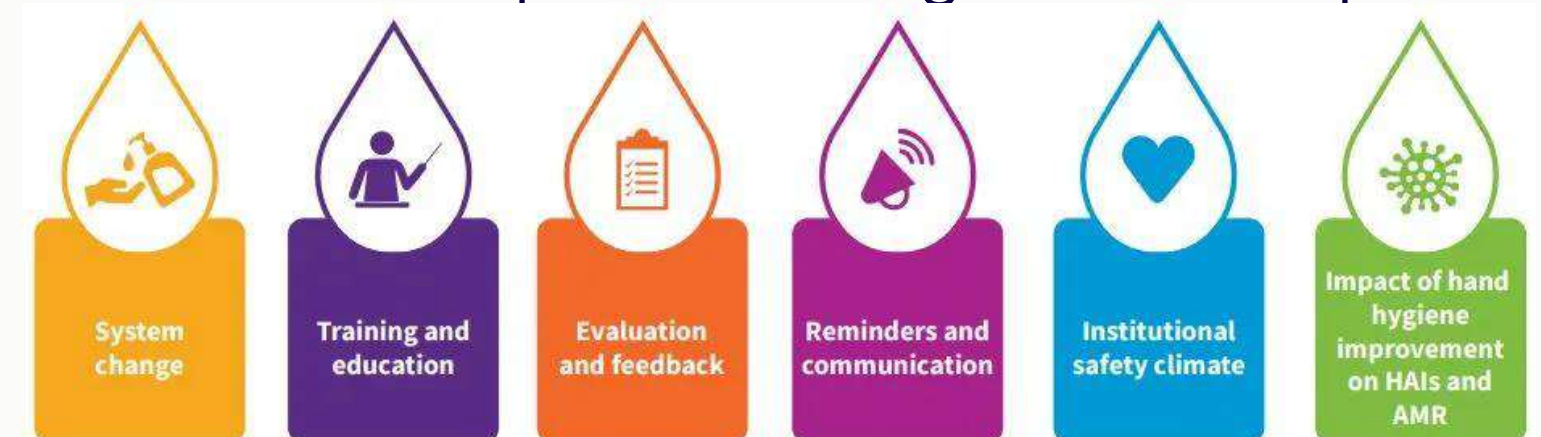 System
change
Training and
education
Evaluation
and feedback
Reminders and
communication
Institutional
safety climate
Impact of hand
hygiene
improvement
on HAIs and
AMR